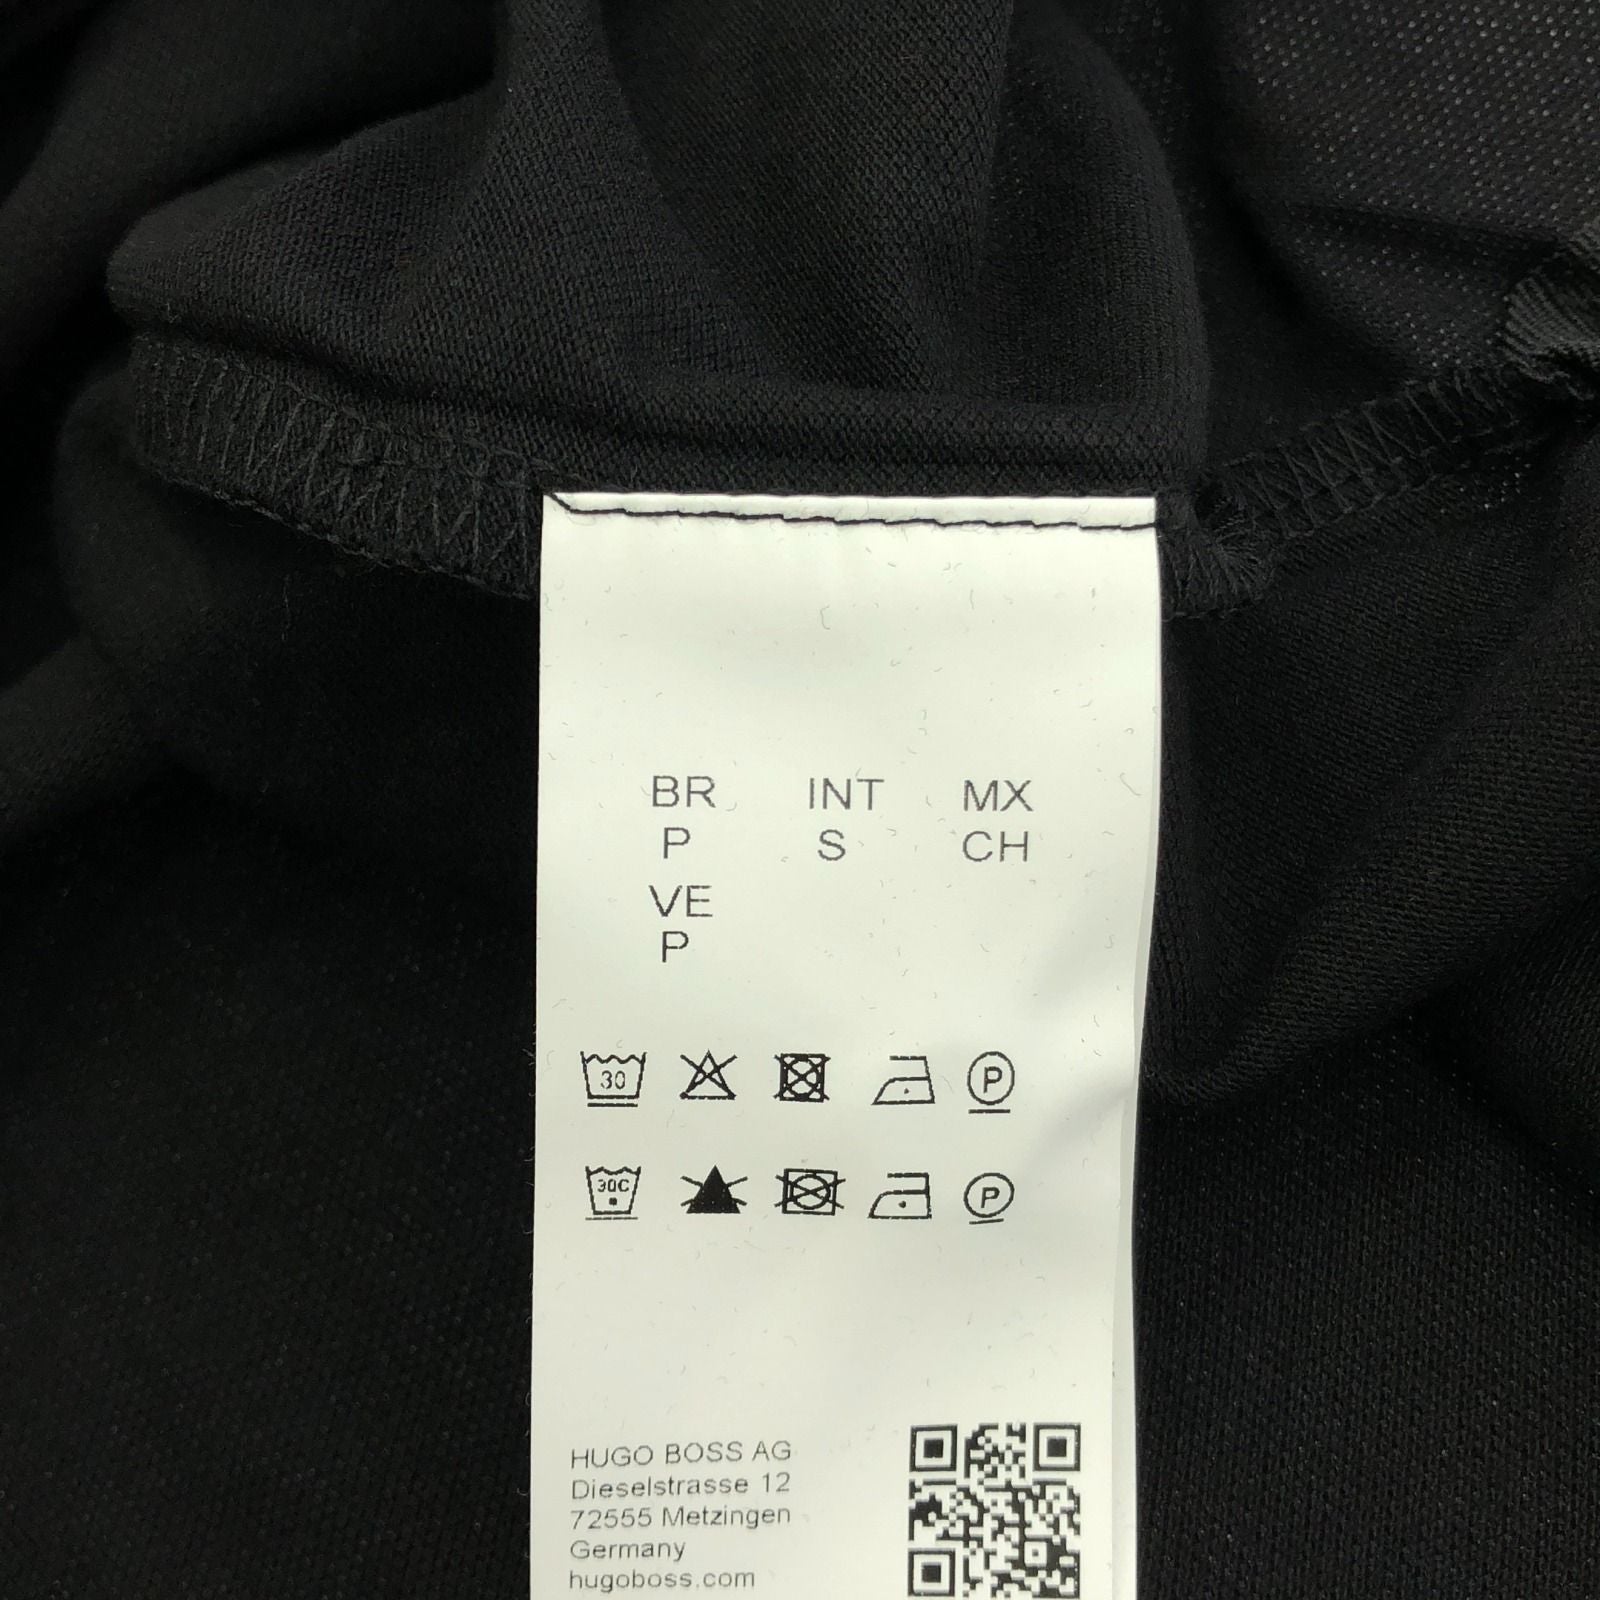 BR INT MX
P S CH
VE
P
30 P
30C P
HUGO BOSS AG
Dieselstrasse 12
72555 Metzingen
Germany
hugoboss.com